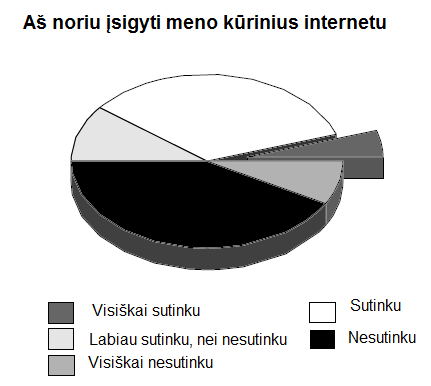 Aš noriu įsigyti meno kūrinius internetu
Visiškai sutinku
Sutinku
Labiau sutinku, nei nesutinku
Nesutinku
Visiškai nesutinku